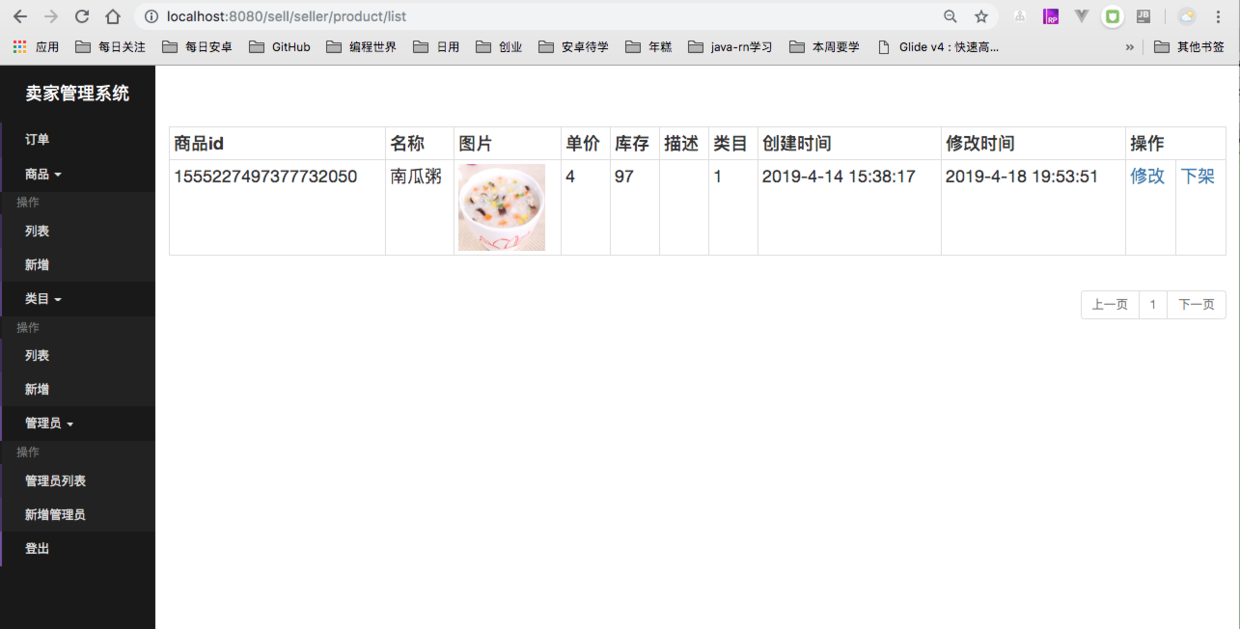 localhost:8080/sell/seller/product/list
应用 每日关注 每日安卓 GitHub 编程世界 日用 创业 安卓待学 年糕 java-rn学习 本周要学 Glide v4 : 快速高... » 其他书签
卖家管理系统
订单
商品
操作
列表
新增
类目
操作
列表
新增
管理员
操作
管理员列表
新增管理员
登出
商品id 名称 图片 单价 库存 描述 类目 创建时间 修改时间 操作
1555227497377732050 南瓜粥 4 97 1 2019-4-14 15:38:17 2019-4-18 19:53:51 修改 下架
上一页 1 下一页